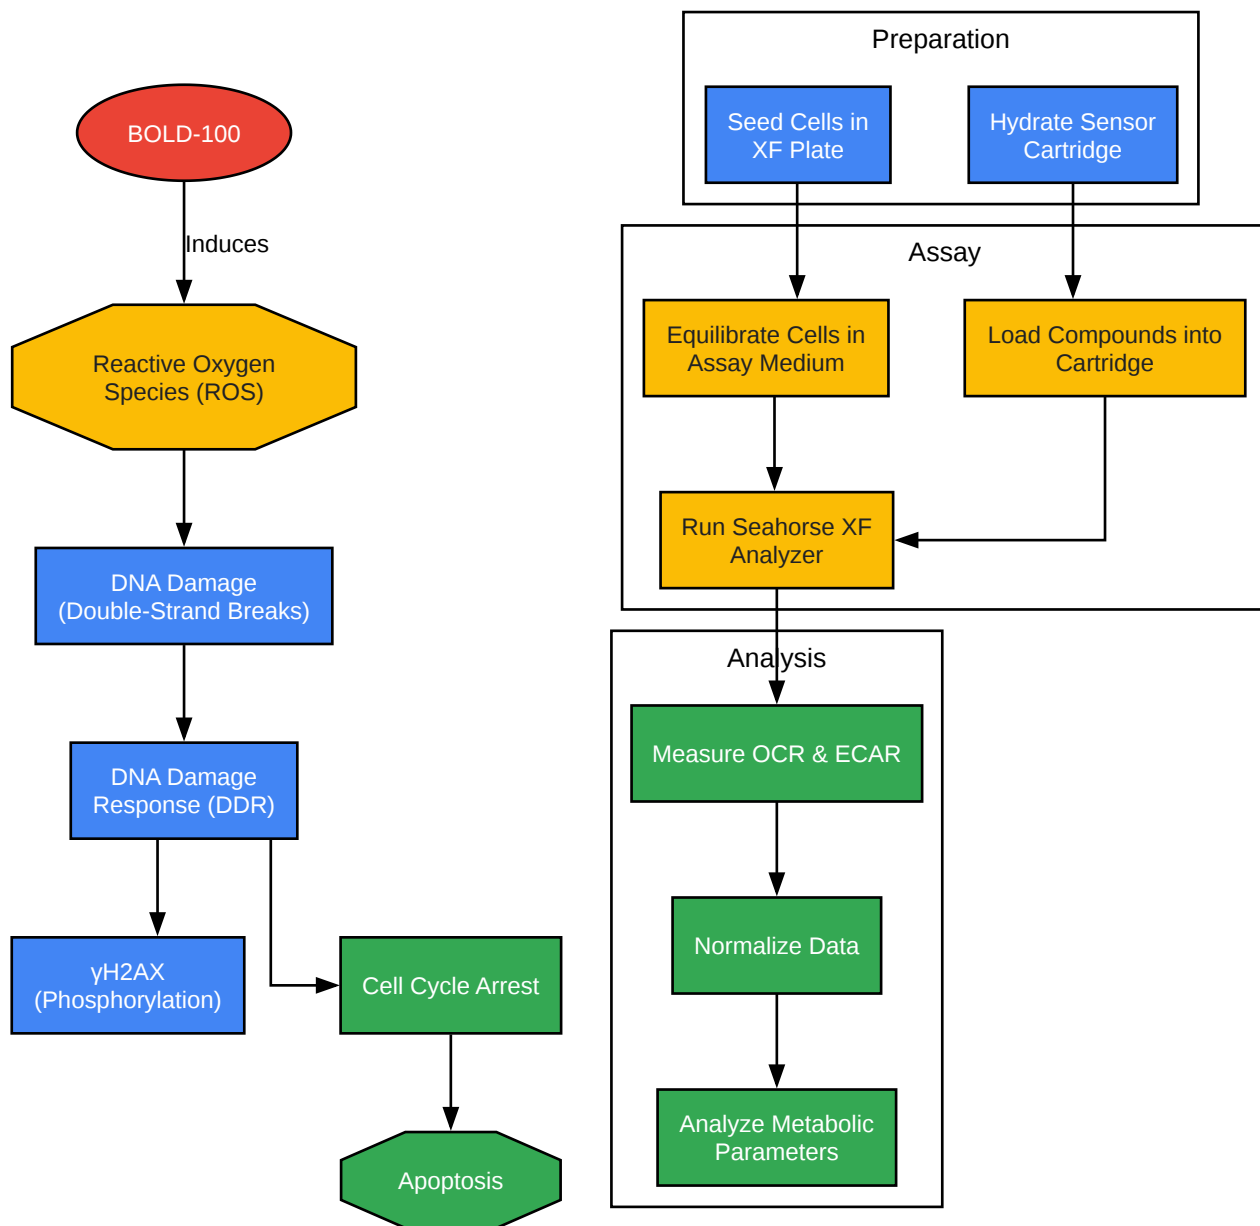 BOLD-100
Induces
Reactive Oxygen
Species (ROS)
DNA Damage
(Double-Strand Breaks)
DNA Damage
Response (DDR)
γH2AX
(Phosphorylation)
Cell Cycle Arrest
Apoptosis
Preparation
Seed Cells in
XF Plate
Hydrate Sensor
Cartridge
Assay
Equilibrate Cells in
Assay Medium
Load Compounds into
Cartridge
Run Seahorse XF
Analyzer
Analysis
Measure OCR & ECAR
Normalize Data
Analyze Metabolic
Parameters